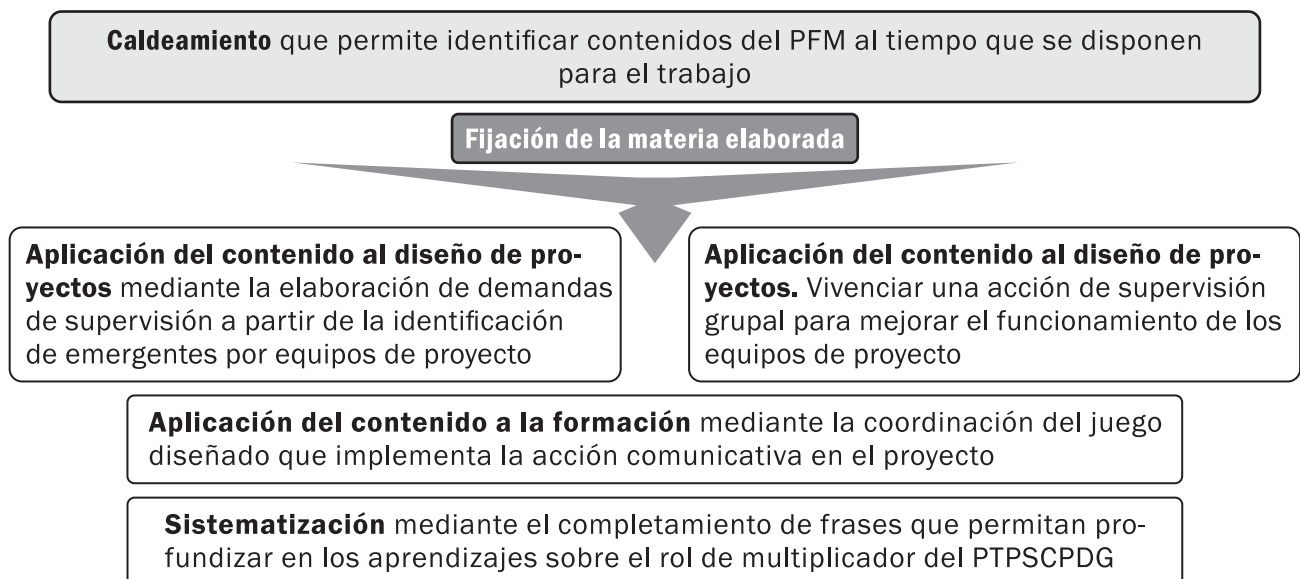 Caldeamiento que permite identificar contenidos del PFM al tiempo que se disponen
para el trabajo
Fijación de la materia elaborada
Aplicación del contenido al diseño de pro-
yectos mediante la elaboración de demandas
de supervisión a partir de la identificación
de emergentes por equipos de proyecto
Aplicación del contenido al diseño de pro-
yectos. Vivenciar una acción de supervisión
grupal para mejorar el funcionamiento de los
equipos de proyecto
Aplicación del contenido a la formación mediante la coordinación del juego
diseñado que implementa la acción comunicativa en el proyecto
Sistematización mediante el completamiento de frases que permitan pro-
fundizar en los aprendizajes sobre el rol de multiplicador del PTPSCPDG